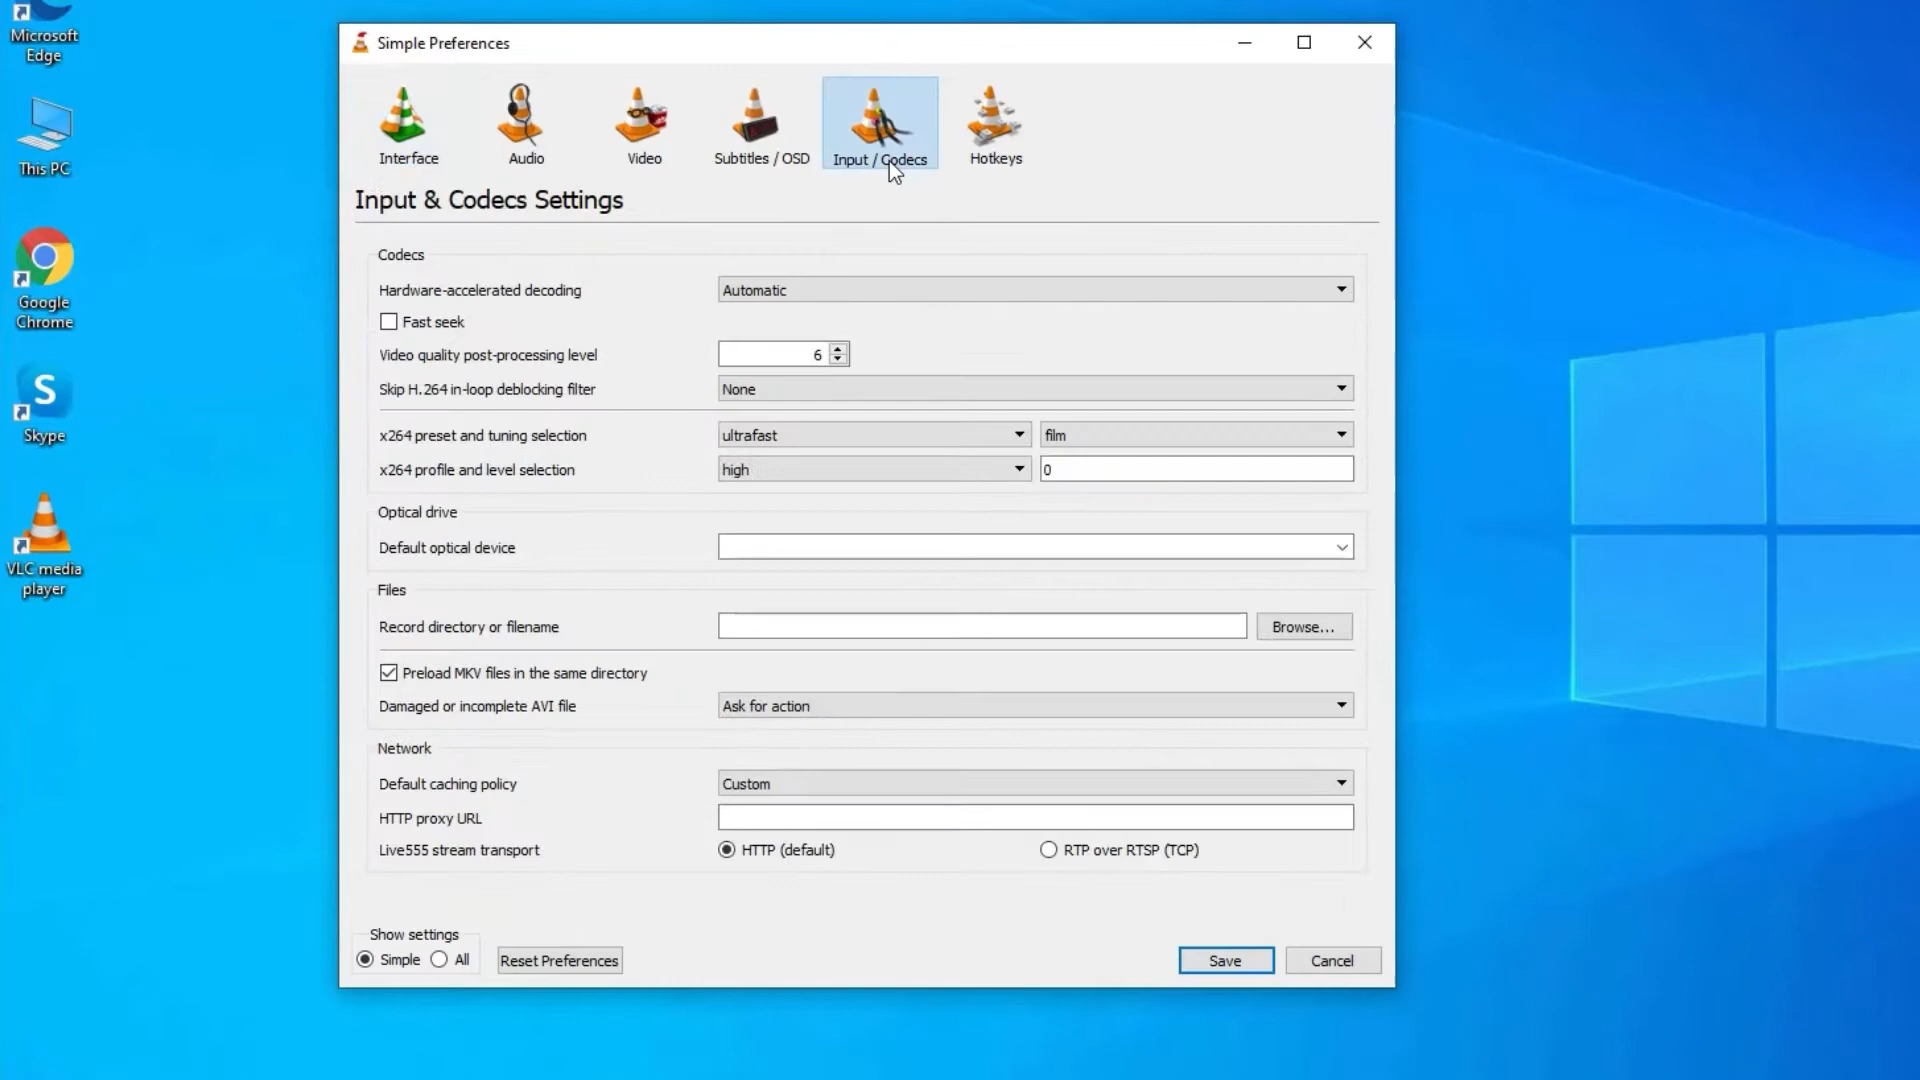 Microsoft
Edge
This PC
Google
Chrome
S
Skype
VLC media
player
Simple Preferences
Interface
Audio
Video
Subtitles / OSD
Input / Codecs
Hotkeys
Input & Codecs Settings
Codecs
Hardware-accelerated decoding
Automatic
Fast seek
Video quality post-processing level
6
Skip H.264 in-loop deblocking filter
None
x264 preset and tuning selection
ultrafast
film
x264 profile and level selection
high
0
Optical drive
Default optical device
Files
Record directory or filename
Browse...
Preload MKV files in the same directory
Damaged or incomplete AVI file
Ask for action
Network
Default caching policy
Custom
HTTP proxy URL
Live555 stream transport
HTTP (default)
RTP over RTSP (TCP)
Show settings
Simple
All
Reset Preferences
Save
Cancel